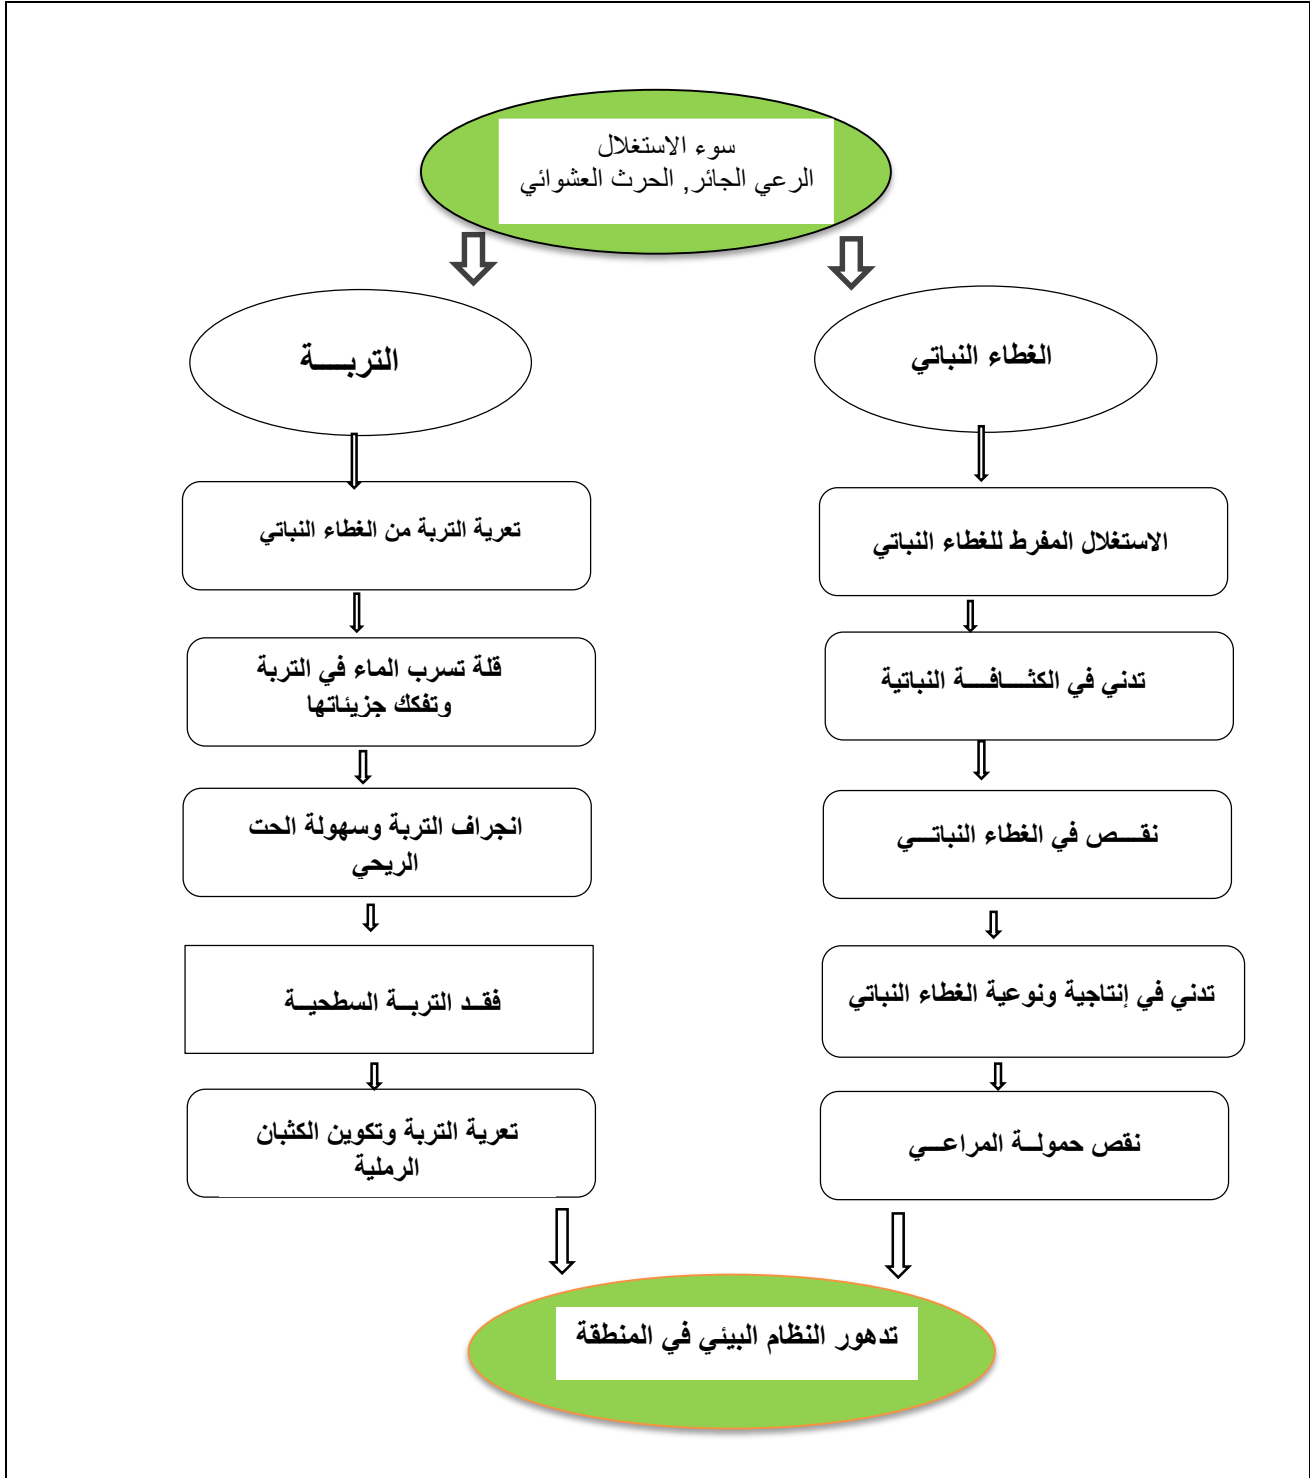 سوء الاستغلال
الرعي الجائر, الحرث العشوائي
الغطاء النباتي
التربـــة
الاستغلال المفرط للغطاء النباتي
تعرية التربة من الغطاء النباتي
تدني في الكثـــافـــة النباتية
قلة تسرب الماء في التربة
وتفكك جزيئاتها
نقـــص في الغطاء النباتـــي
انجراف التربة وسهولة الحت
الريحي
تدني في إنتاجية ونوعية الغطاء النباتي
فقــد التربــة السطحيــة
نقص حمولــة المراعــي
تعرية التربة وتكوين الكثبان
الرملية
تدهور النظام البيئي في المنطقة